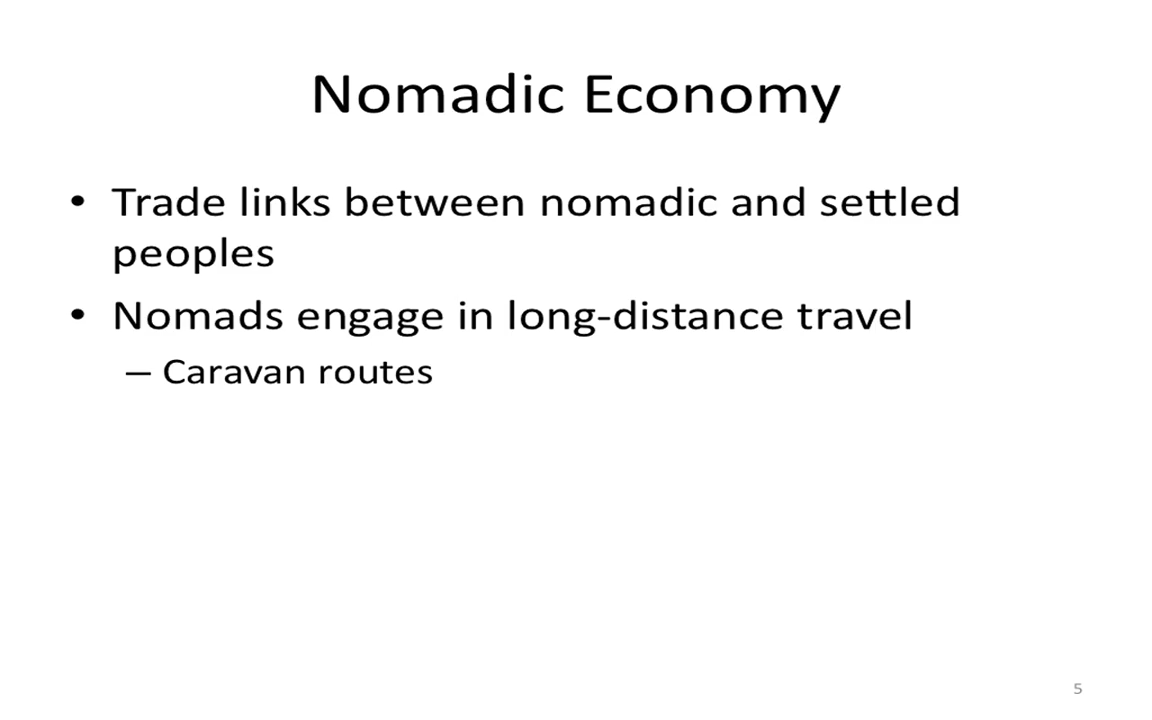 Nomadic Economy
• Trade links between nomadic and settled
peoples
• Nomads engage in long-distance travel
– Caravan routes
5